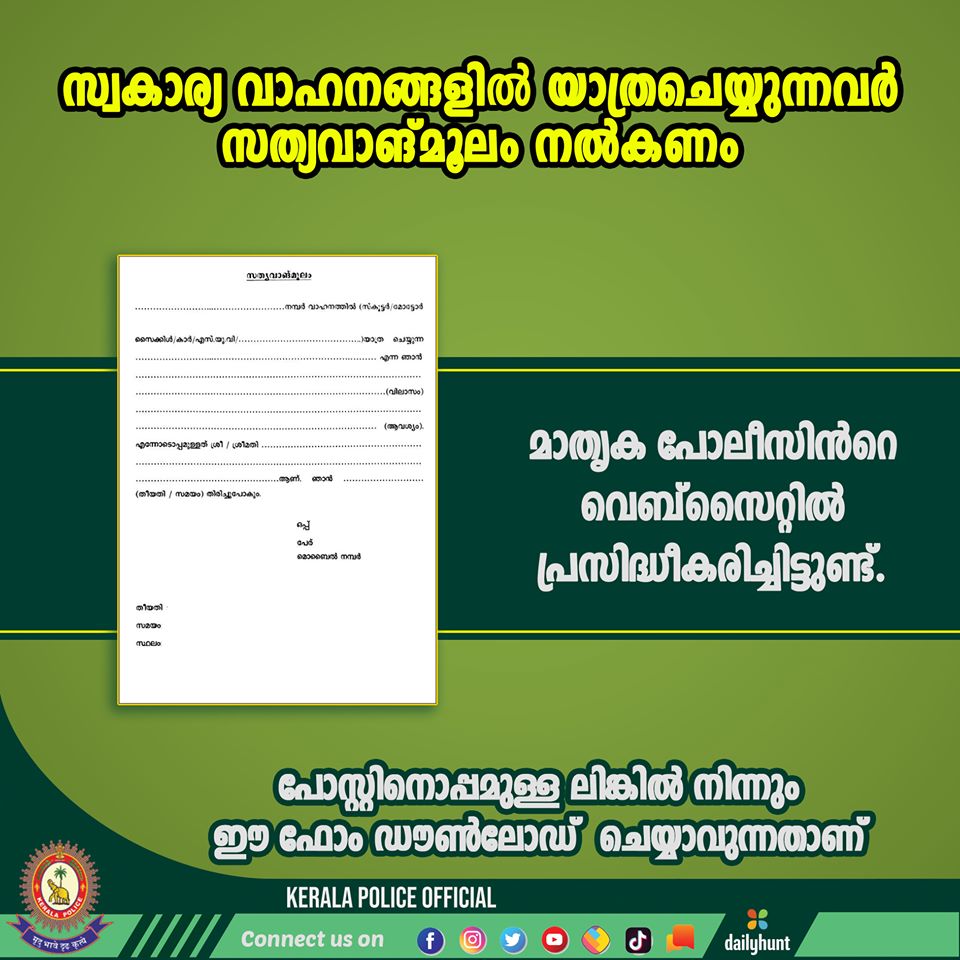 സ്വകാര്യ വാഹനങ്ങളിൽ യാത്രചെയ്യുന്നവർ
സത്യവാങ്മൂലം നൽകണം
സത്യവാങ്മൂലം
......................................................നമ്പർ വാഹനത്തിൽ (സ്കൂട്ടർ/മോട്ടോർ
സൈക്കിൾ/കാർ/എസ്.യു.വി/..........................................)യാത്ര ചെയ്യുന്ന
.................................................................................... എന്ന ഞാൻ
....................................................................................................
.......................................................................................(വിലാസം)
....................................................................................................
.................................................................................... (ആവശ്യം).
എന്നോടൊപ്പമുള്ളത് ശ്രീ / ശ്രീമതി ........................................................
....................................................................................................
..................................................ആണ്. ഞാൻ ............................
(തീയതി / സമയം) തിരിച്ചുപോകും.
ഒപ്പ്
പേര്
മൊബൈൽ നമ്പർ
തീയതി
സമയം
സ്ഥലം
മാതൃക പോലീസിൻറെ
വെബ്സൈറ്റിൽ
പ്രസിദ്ധീകരിച്ചിട്ടുണ്ട്.
പോസ്റ്റിനൊപ്പമുള്ള ലിങ്കിൽ നിന്നും
ഈ ഫോം ഡൗൺലോഡ് ചെയ്യാവുന്നതാണ്
KERALA POLICE
मृदु भावे दृढ कृत्ये
KERALA POLICE OFFICIAL
Connect us on
dailyhunt